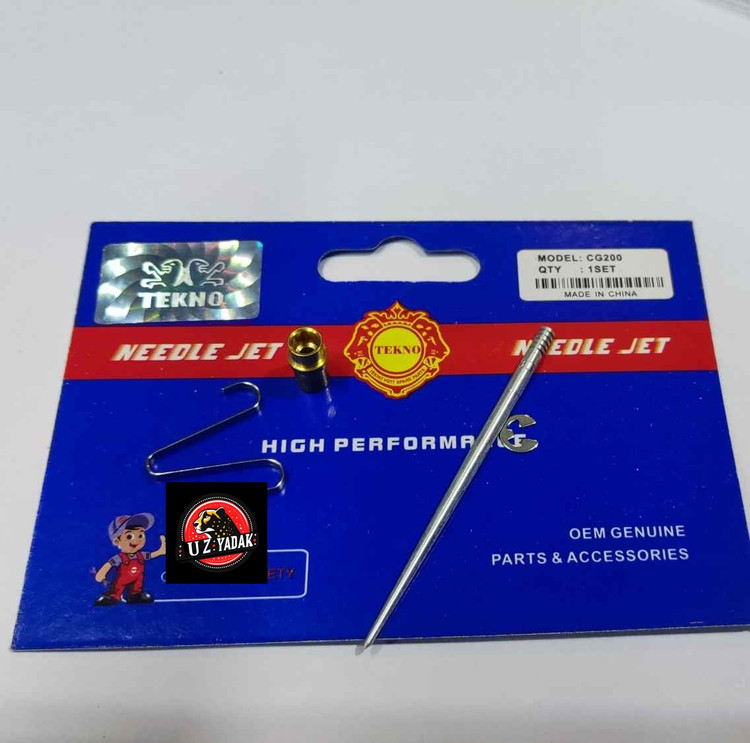 TEKNO
MODEL: CG200
QTY : 1SET
MADE IN CHINA
NEEDLE JET
TEKNO
NEEDLE JET
HIGH PERFORMANCE
OEM GENUINE
PARTS & ACCESSORIES
UZ YADAK